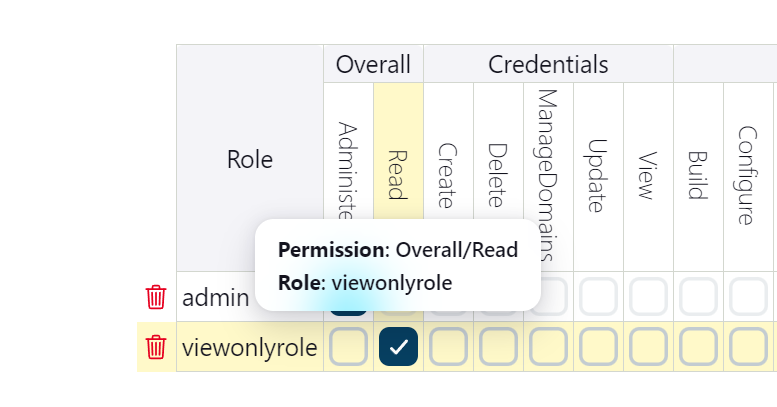 Overall
Credentials
Role
Administe
Read
Create
Delete
ManageDomains
Update
View
Build
Configure
Permission: Overall/Read
Role: viewonlyrole
admin
viewonlyrole